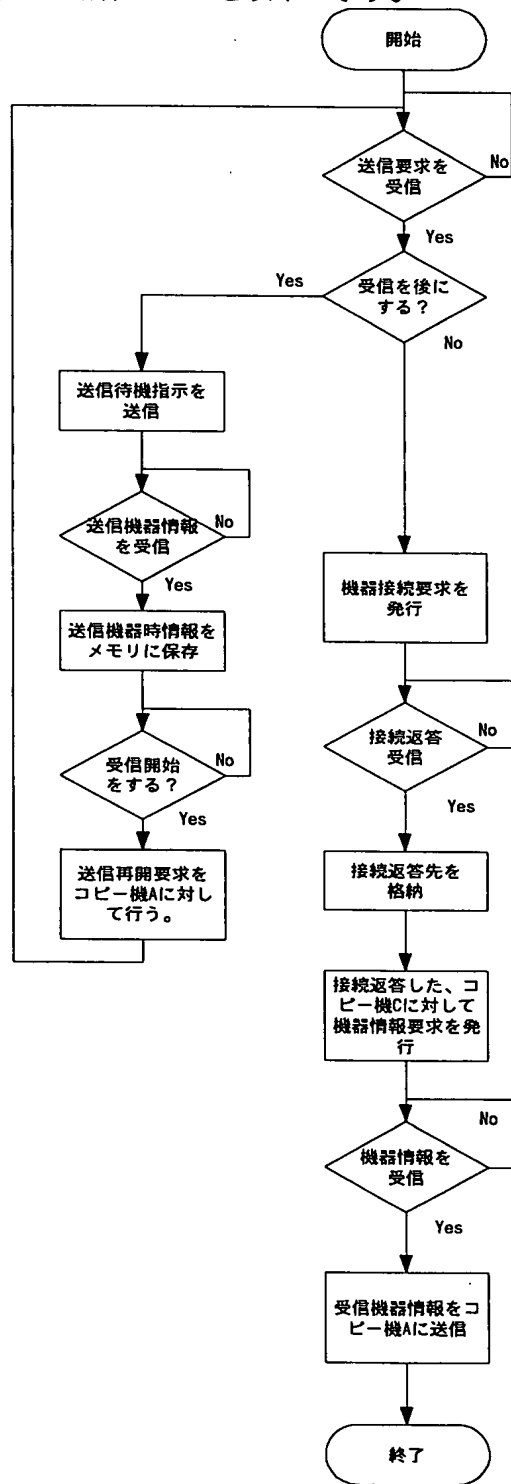 開始
送信要求を
受信
No
Yes
受信を後に
する？
Yes
No
送信待機指示を
送信
送信機器情報
を受信
No
Yes
送信機器時情報を
メモリに保存
受信開始
をする？
No
Yes
送信再開要求を
コピー機Aに対し
て行う。
機器接続要求を
発行
接続返答
受信
No
Yes
接続返答先を
格納
接続返答した、コ
ピー機Cに対して
機器情報要求を発
行
機器情報を
受信
No
Yes
受信機器情報をコ
ピー機Aに送信
終了